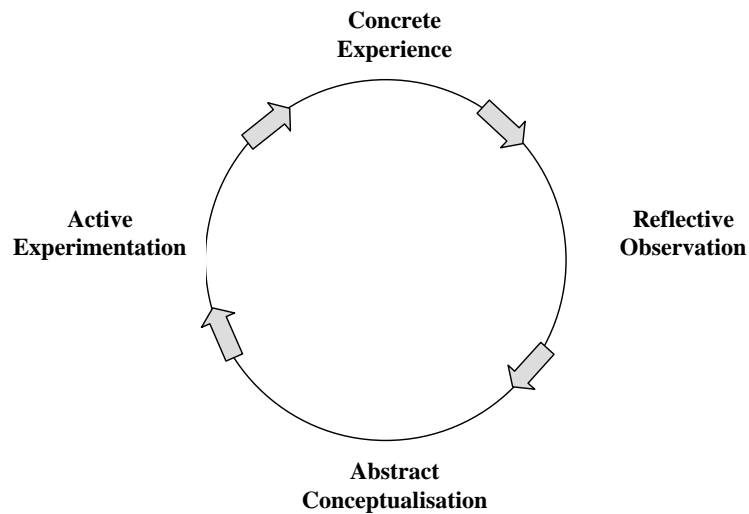 Concrete
Experience
Active
Experimentation
Reflective
Observation
Abstract
Conceptualisation